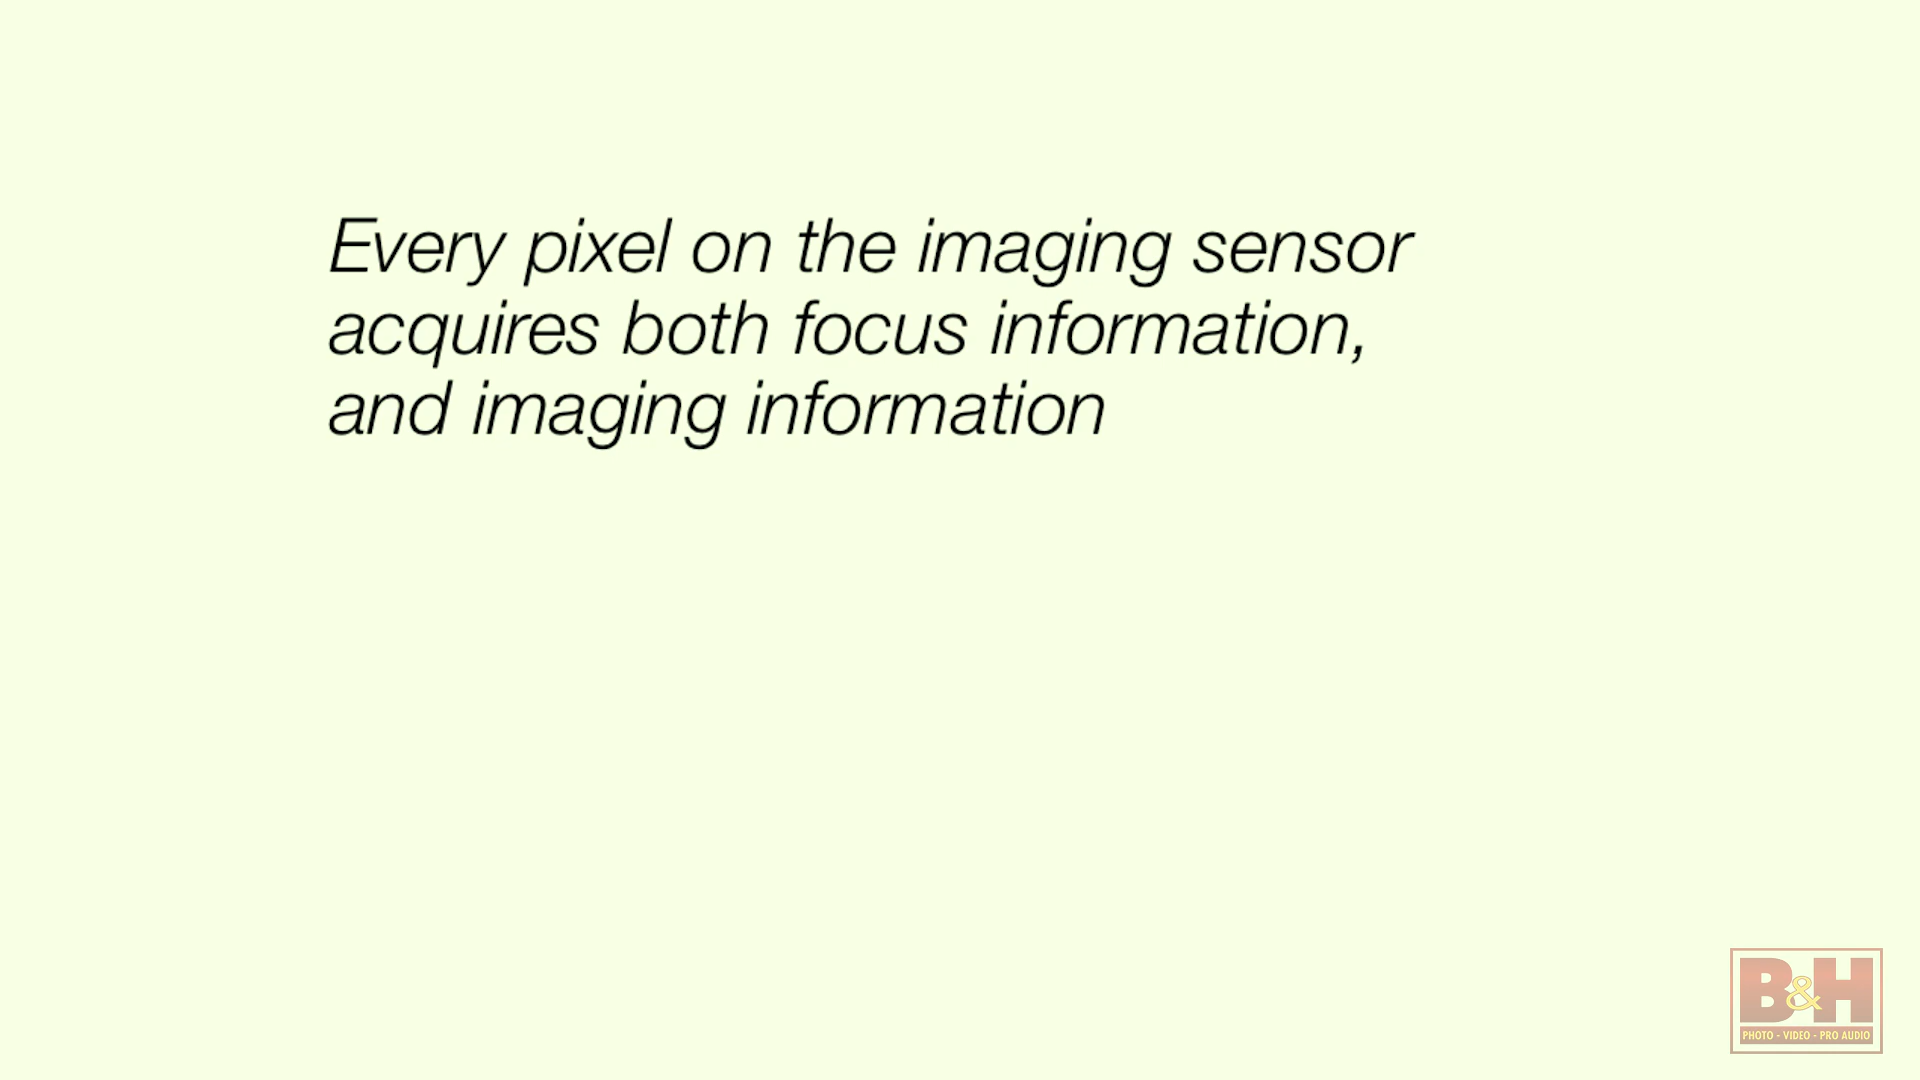 Every pixel on the imaging sensor
acquires both focus information,
and imaging information
B&H
PHOTO - VIDEO - PRO AUDIO